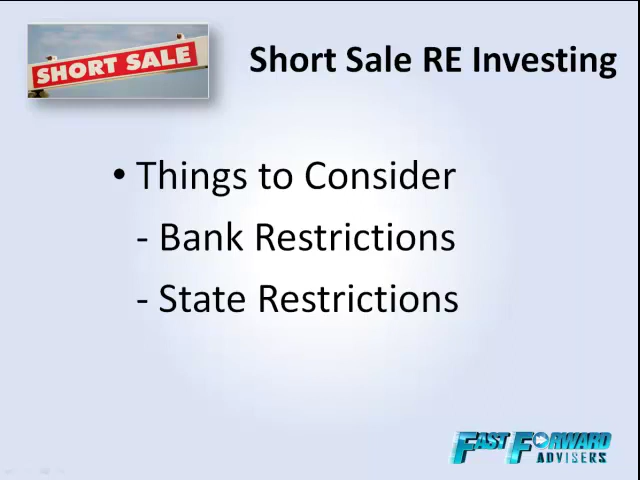 SHORT SALE
Short Sale RE Investing
• Things to Consider
- Bank Restrictions
- State Restrictions
FAST FORWARD
ADVISERS